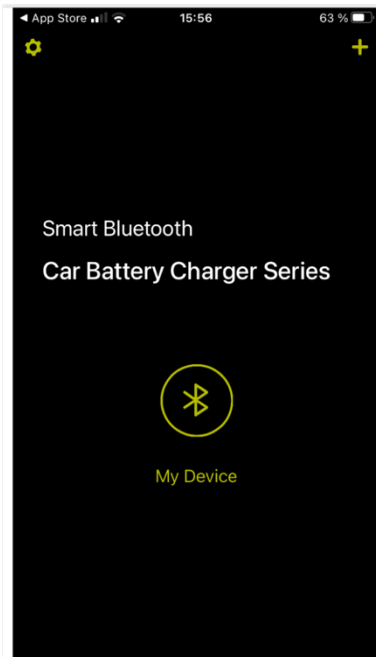 App Store 15:56 63 %
Smart Bluetooth
Car Battery Charger Series
My Device